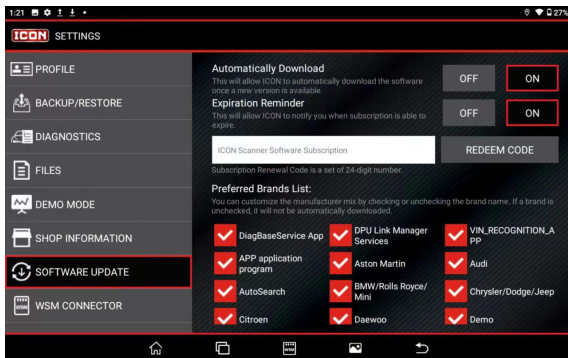 1:21
27%
ICON SETTINGS
PROFILE
BACKUP/RESTORE
DIAGNOSTICS
FILES
DEMO MODE
SHOP INFORMATION
SOFTWARE UPDATE
WSM
WSM CONNECTOR
Automatically Download
This will allow ICON to automatically download the software
once a new version is available.
OFF
ON
Expiration Reminder
This will allow ICON to notify you when subscription is able to
expire.
OFF
ON
ICON Scanner Software Subscription
REDEEM CODE
Subscription Renewal Code is a set of 24-digit number.
Preferred Brands List:
You can customize the manufacturer mix by checking or unchecking the brand name. If a brand is
unchecked, it will not be automatically downloaded.
DiagBaseService App
DPU Link Manager
Services
VIN_RECOGNITION_A
PP
APP application
program
Aston Martin
Audi
AutoSearch
BMW/Rolls Royce/
Mini
Chrysler/Dodge/Jeep
Citroen
Daewoo
Demo
WSM